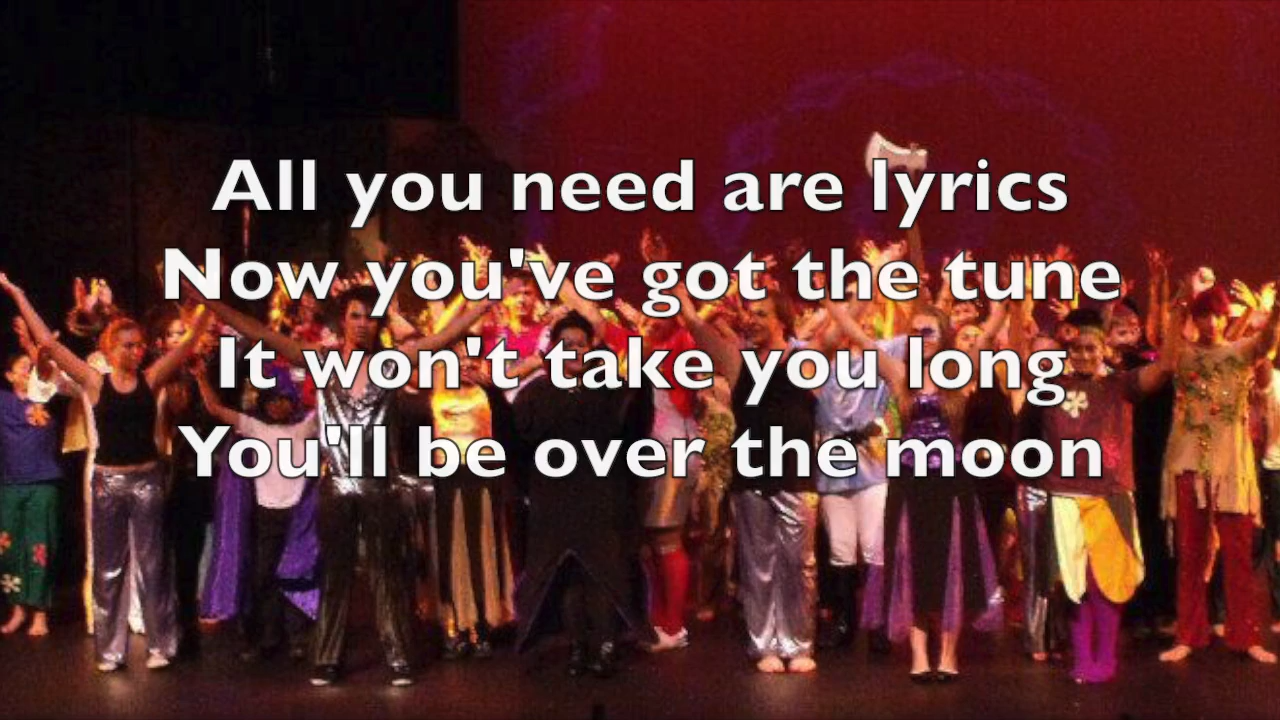 All you need are lyrics
Now you've got the tune
It won't take you long
You'll be over the moon